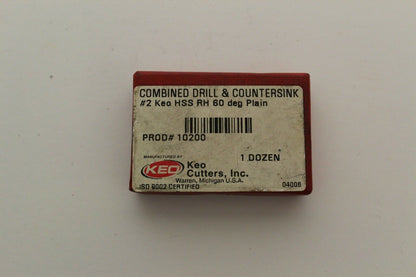 COMBINED DRILL & COUNTERSINK
#2 Keo HSS RH 60 deg Plain
PROD# 10200
1 DOZEN
MANUFACTURED BY
KEO
Keo
Cutters, Inc.
Warren, Michigan U.S.A.
ISO 9002 CERTIFIED
04006